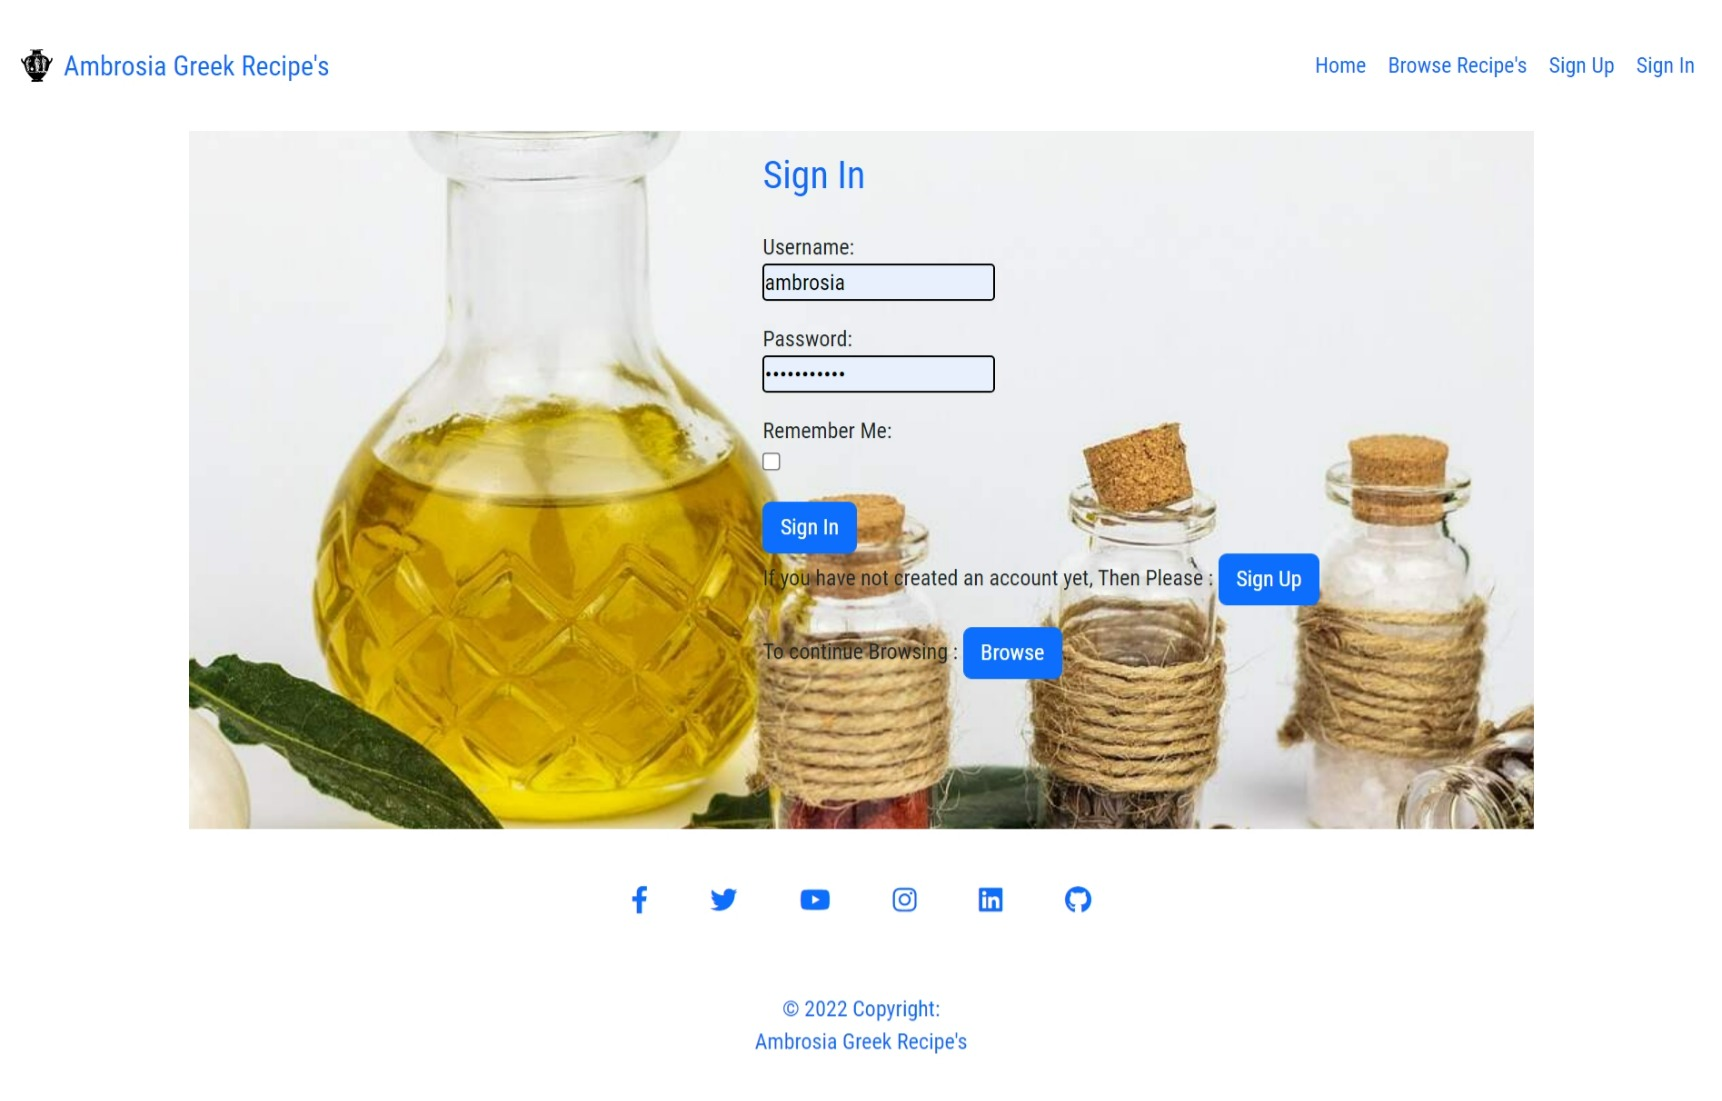 Ambrosia Greek Recipe's
Home Browse Recipe's Sign Up Sign In
Sign In
Username:
ambrosia
Password:
•••••••••••
Remember Me:
Sign In
If you have not created an account yet, Then Please : Sign Up
To continue Browsing : Browse
© 2022 Copyright:
Ambrosia Greek Recipe's